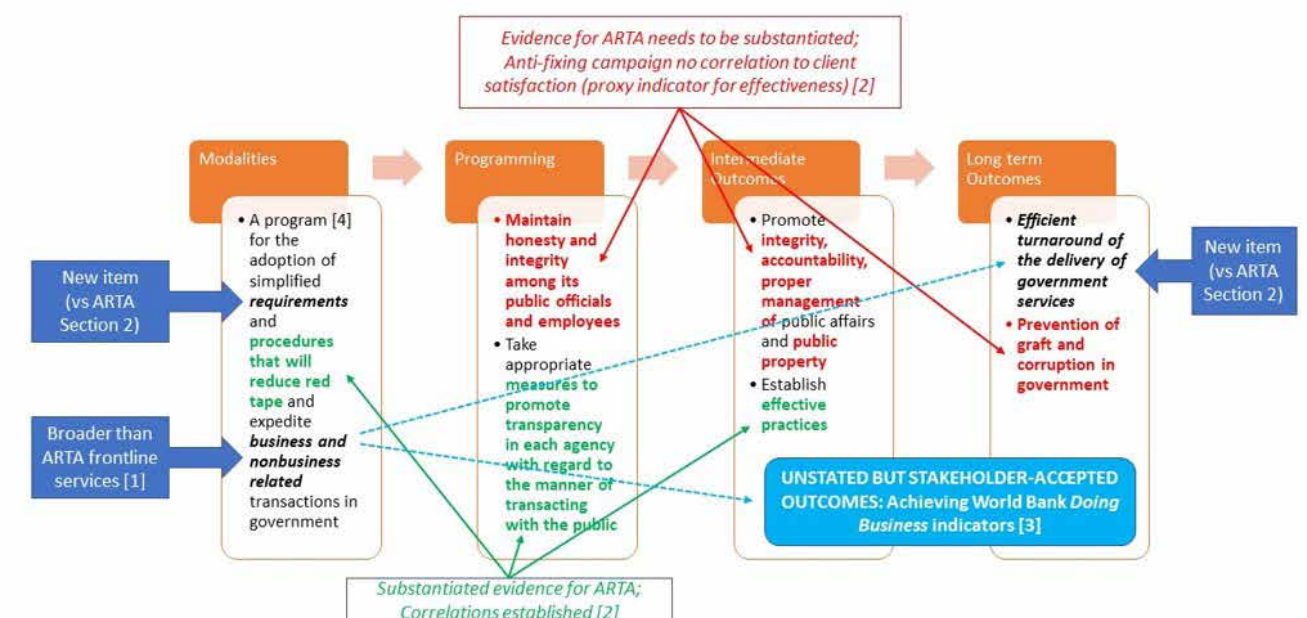 Evidence for ARTA needs to be substantiated;
Anti-fixing campaign no correlation to client
satisfaction (proxy indicator for effectiveness) [2]
Modalities
Programming
Intermediate
Outcomes
Long term
Outcomes
New item
(vs ARTA
Section 2)
Broader than
ARTA frontline
services [1]
• A program [4]
for the
adoption of
simplified
requirements
and
procedures
that will
reduce red
tape and
expedite
business and
nonbusiness
related
transactions in
government
• Maintain
honesty and
integrity
among its
public officials
and employees
• Take
appropriate
measures to
promote
transparency
in each agency
with regard to
the manner of
transacting
with the public
• Promote
integrity,
accountability,
proper
management
of public affairs
and public
property
• Establish
effective
practices
• Efficient
turnaround of
the delivery of
government
services
• Prevention of
graft and
corruption in
government
New item
(vs ARTA
Section 2)
UNSTATED BUT STAKEHOLDER-ACCEPTED
OUTCOMES: Achieving World Bank Doing
Business indicators [3]
Substantiated evidence for ARTA;
Correlations established [2]